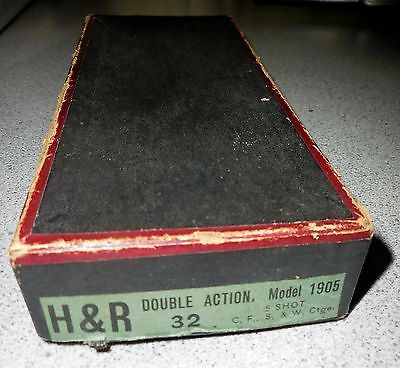 H&R DOUBLE ACTION. Model 1905
5 SHOT
32. C. F., S. & W. Ctge.